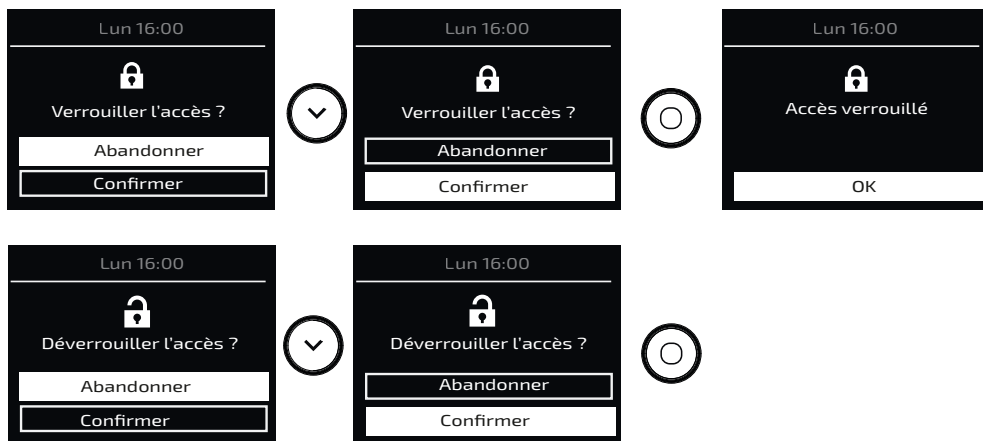 Lun 16:00
Verrouiller l'accès ?
Abandonner
Confirmer
Lun 16:00
Verrouiller l'accès ?
Abandonner
Confirmer
Lun 16:00
Accès verrouillé
OK
Lun 16:00
Déverrouiller l'accès ?
Abandonner
Confirmer
Lun 16:00
Déverrouiller l'accès ?
Abandonner
Confirmer